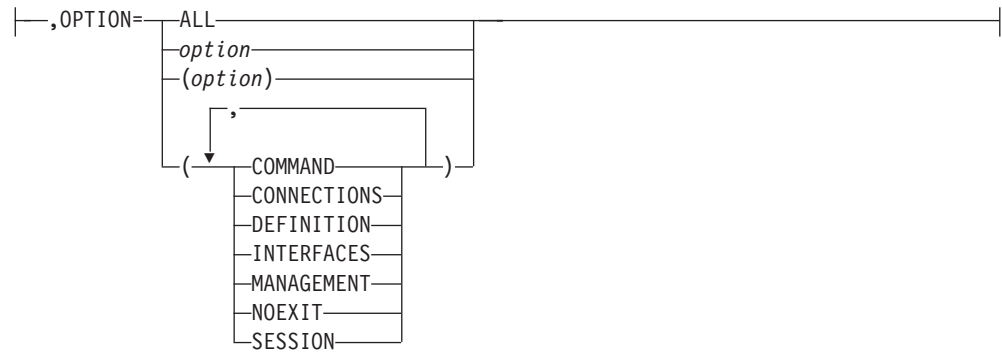 ,OPTION= ALL
option
(option)
,
( COMMAND )
CONNECTIONS
DEFINITION
INTERFACES
MANAGEMENT
NOEXIT
SESSION